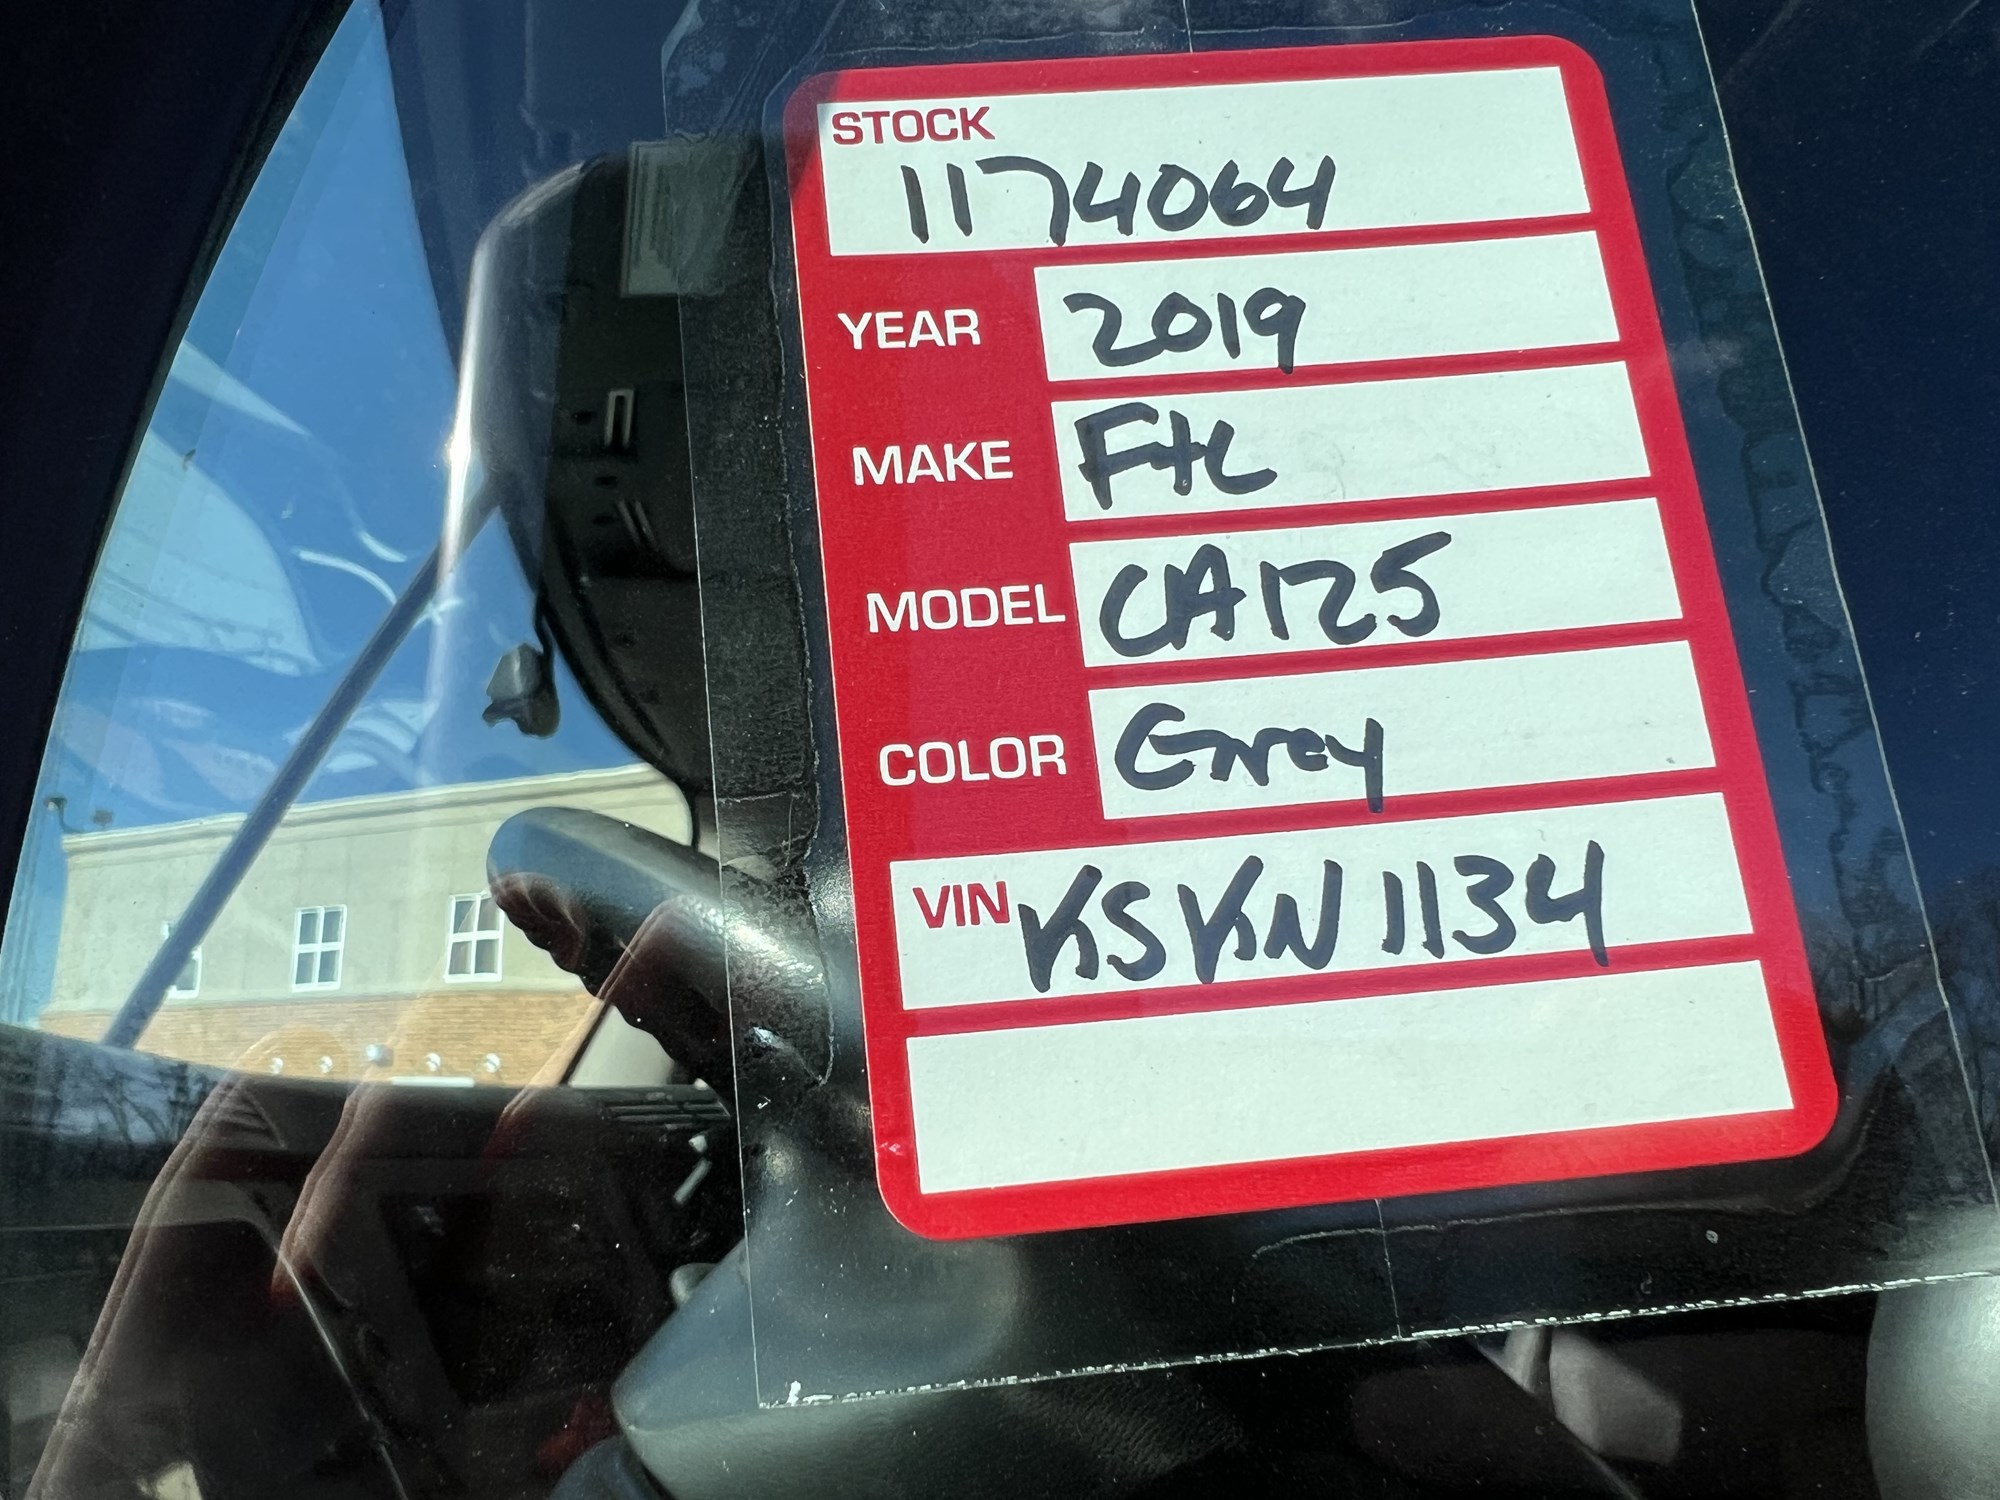 STOCK
1174064
YEAR 2019
MAKE FTL
MODEL CA125
COLOR Grey
VIN KSKN1134